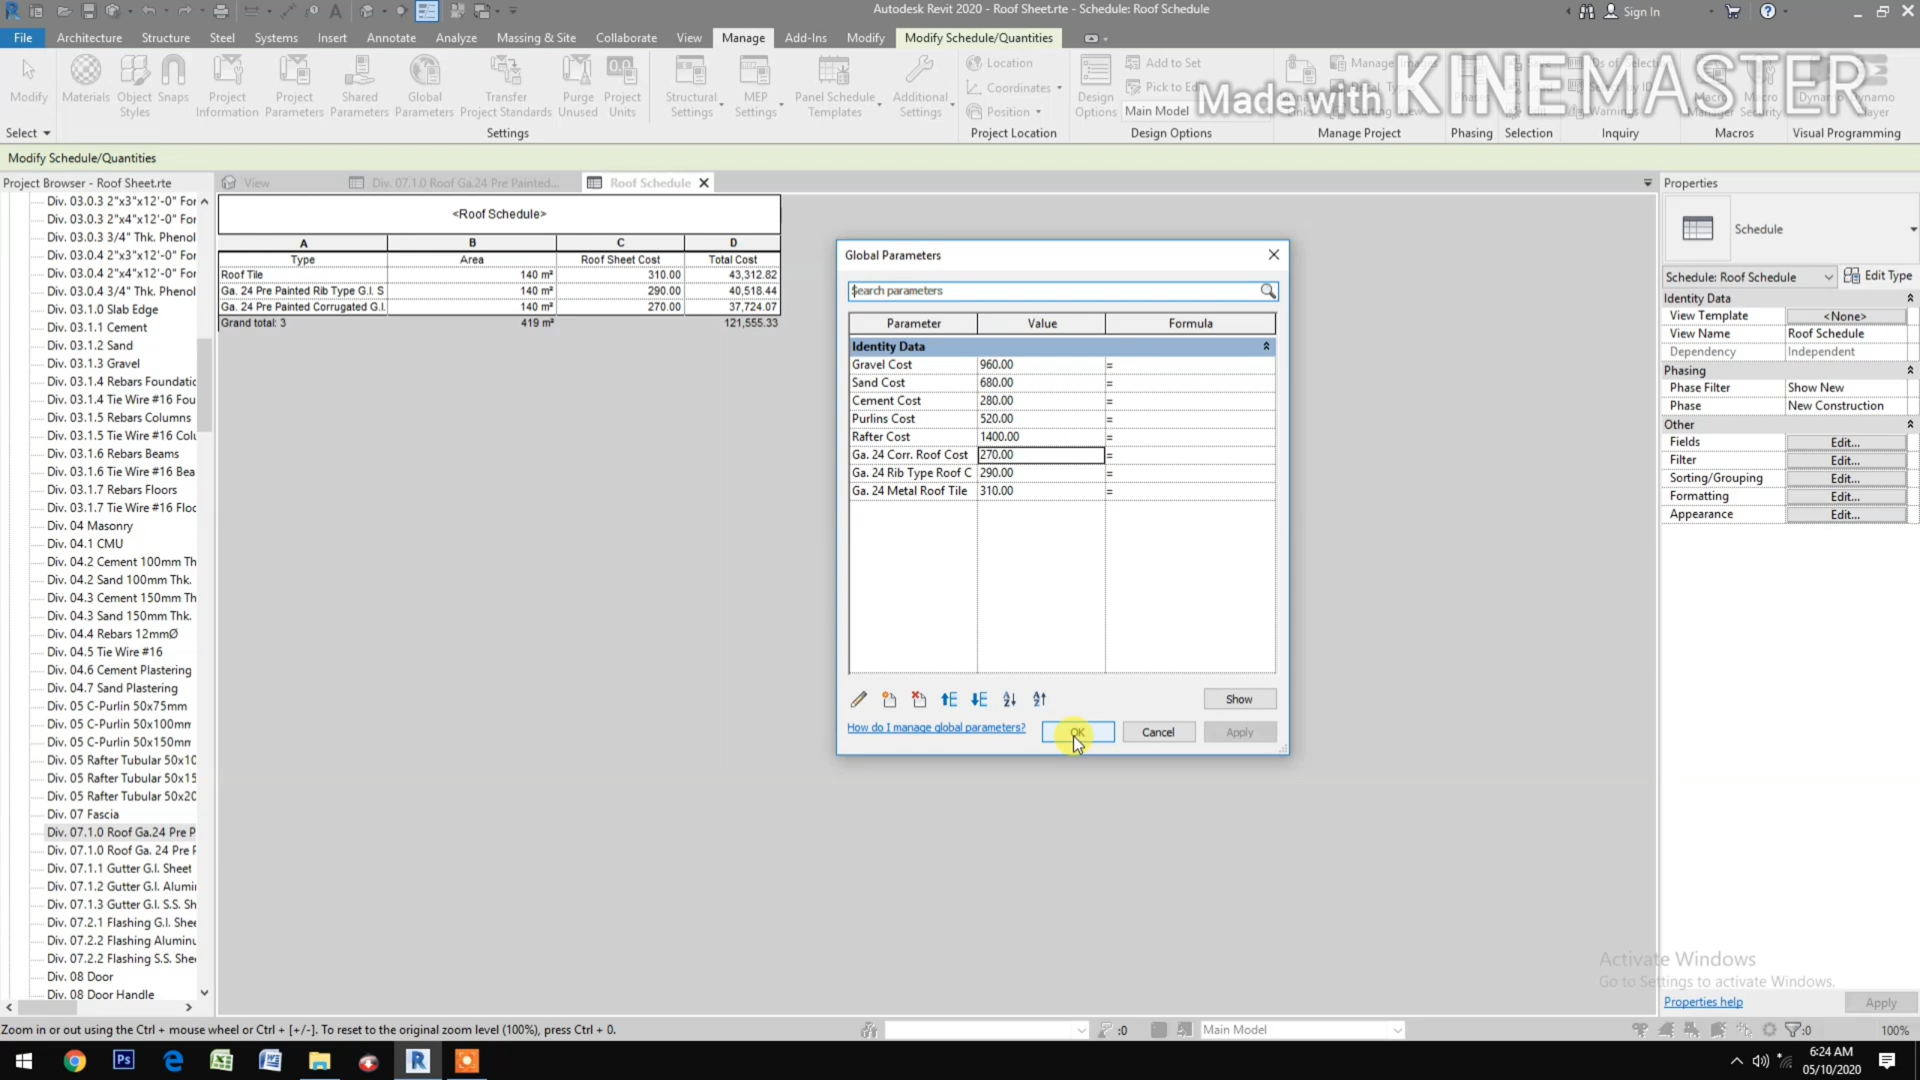 Autodesk Revit 2020 - Roof Sheet.rte - Schedule: Roof Schedule
Sign In
File Architecture Structure Steel Systems Insert Annotate Analyze Massing & Site Collaborate View Manage Add-Ins Modify Modify Schedule/Quantities
Modify
Materials
Object Styles
Snaps
Project Information
Project Parameters
Shared Parameters
Global Parameters
Transfer Project Standards
Purge Unused
Project Units
Structural Settings
MEP Settings
Panel Schedule Templates
Additional Settings
Location
Coordinates
Position
Design Options
Add to Set
Main Model
Made with KINEMASTER
Select
Settings
Project Location
Design Options
Manage Project
Phasing
Selection
Inquiry
Macros
Visual Programming
Modify Schedule/Quantities
Project Browser - Roof Sheet.rte
View
Div. 07.1.0 Roof Ga.24 Pre Painted...
Roof Schedule
Div. 03.0.3 2"x3"x12'-0" For
Div. 03.0.3 2"x4"x12'-0" For
Div. 03.0.3 3/4" Thk. Phenol
Div. 03.0.4 2"x3"x12'-0" For
Div. 03.0.4 2"x4"x12'-0" For
Div. 03.0.4 3/4" Thk. Phenol
Div. 03.1.0 Slab Edge
Div. 03.1.1 Cement
Div. 03.1.2 Sand
Div. 03.1.3 Gravel
Div. 03.1.4 Rebars Foundatic
Div. 03.1.4 Tie Wire #16 Fou
Div. 03.1.5 Rebars Columns
Div. 03.1.5 Tie Wire #16 Colu
Div. 03.1.6 Rebars Beams
Div. 03.1.6 Tie Wire #16 Bea
Div. 03.1.7 Rebars Floors
Div. 03.1.7 Tie Wire #16 Floc
Div. 04 Masonry
Div. 04.1 CMU
Div. 04.2 Cement 100mm Th
Div. 04.2 Sand 100mm Thk.
Div. 04.3 Cement 150mm Th
Div. 04.3 Sand 150mm Thk.
Div. 04.4 Rebars 12mmØ
Div. 04.5 Tie Wire #16
Div. 04.6 Cement Plastering
Div. 04.7 Sand Plastering
Div. 05 C-Purlin 50x75mm
Div. 05 C-Purlin 50x100mm
Div. 05 C-Purlin 50x150mm
Div. 05 Rafter Tubular 50x10
Div. 05 Rafter Tubular 50x15
Div. 05 Rafter Tubular 50x20
Div. 07 Fascia
Div. 07.1.0 Roof Ga.24 Pre P
Div. 07.1.0 Roof Ga. 24 Pre P
Div. 07.1.1 Gutter G.I. Sheet
Div. 07.1.2 Gutter G.I. Alumin
Div. 07.1.3 Gutter G.I. S.S. Sh
Div. 07.2.1 Flashing G.I. Shee
Div. 07.2.2 Flashing Aluminu
Div. 07.2.2 Flashing S.S. Shee
Div. 08 Door
Div. 08 Door Handle
<Roof Schedule>
A B C D
Type Area Roof Sheet Cost Total Cost
Roof Tile 140 m² 310.00 43,312.82
Ga. 24 Pre Painted Rib Type G.I. S 140 m² 290.00 40,518.44
Ga. 24 Pre Painted Corrugated G.I. 140 m² 270.00 37,724.07
Grand total: 3 419 m² 121,555.33
Global Parameters
Search parameters
Parameter Value Formula
Identity Data
Gravel Cost 960.00 =
Sand Cost 680.00 =
Cement Cost 280.00 =
Purlins Cost 520.00 =
Rafter Cost 1400.00 =
Ga. 24 Corr. Roof Cost 270.00 =
Ga. 24 Rib Type Roof C 290.00 =
Ga. 24 Metal Roof Tile 310.00 =
Show
How do I manage global parameters?
OK Cancel Apply
Properties
Schedule
Schedule: Roof Schedule Edit Type
Identity Data
View Template <None>
View Name Roof Schedule
Dependency Independent
Phasing
Phase Filter Show New
Phase New Construction
Other
Fields Edit...
Filter Edit...
Sorting/Grouping Edit...
Formatting Edit...
Appearance Edit...
Activate Windows
Go to Settings to activate Windows.
Properties help Apply
Zoom in or out using the Ctrl + mouse wheel or Ctrl + [+/-]. To reset to the original zoom level (100%), press Ctrl + 0.
:0
Main Model
:0
100%
6:24 AM
05/10/2020